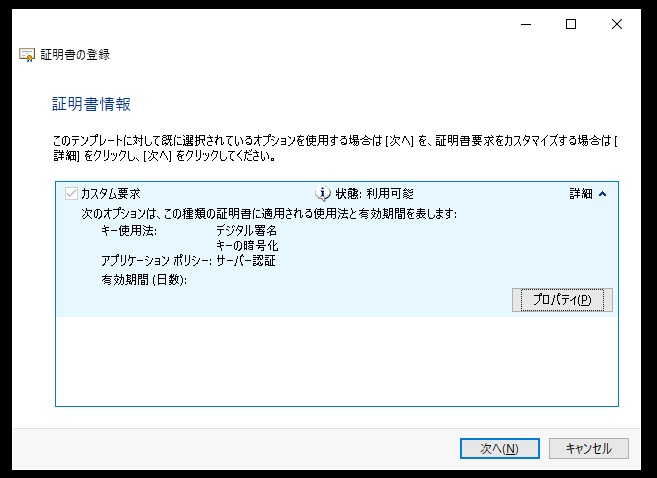 証明書の登録
証明書情報
このテンプレートに対して既に選択されているオプションを使用する場合は [次へ] を、証明書要求をカスタマイズする場合は [
詳細] をクリックし、[次へ] をクリックしてください。
カスタム要求 状態: 利用可能 詳細
次のオプションは、この種類の証明書に適用される使用法と有効期間を表します:
キー使用法: デジタル署名
キーの暗号化
アプリケーション ポリシー: サーバー認証
有効期間 (日数):
プロパティ(P)
次へ(N) キャンセル